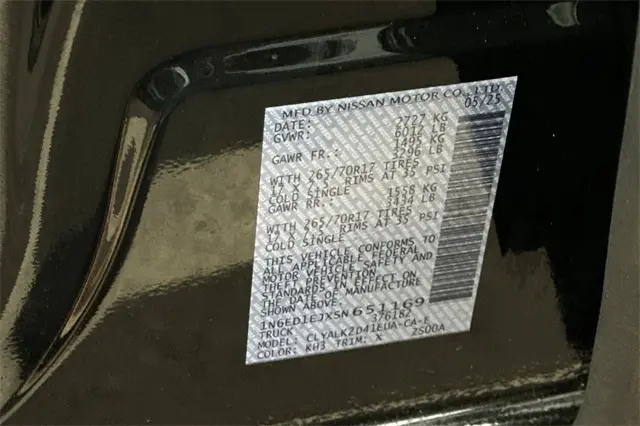 MFD BY NISSAN MOTOR CO., LTD.
DATE: 05/25
GVWR: 2727 KG
6012 LB
GAWR FR.: 1495 KG
3296 LB
WITH 265/70R17 TIRES
RIMS AT 35 PSI
COLD SINGLE
GAWR RR.: 1558 KG
3434 LB
WITH 265/70R17 TIRES
RIMS AT 35 PSI
COLD SINGLE
THIS VEHICLE CONFORMS TO
ALL APPLICABLE FEDERAL
MOTOR VEHICLE SAFETY AND
THEFT PREVENTION
STANDARDS IN EFFECT ON
THE DATE OF MANUFACTURE
SHOWN ABOVE.
1N6ED1EJXSN651169
TRUCK 376182
MODEL: CLYALKZD41EUA-CA-E
COLOR: KH3 TRIM: X 2500A